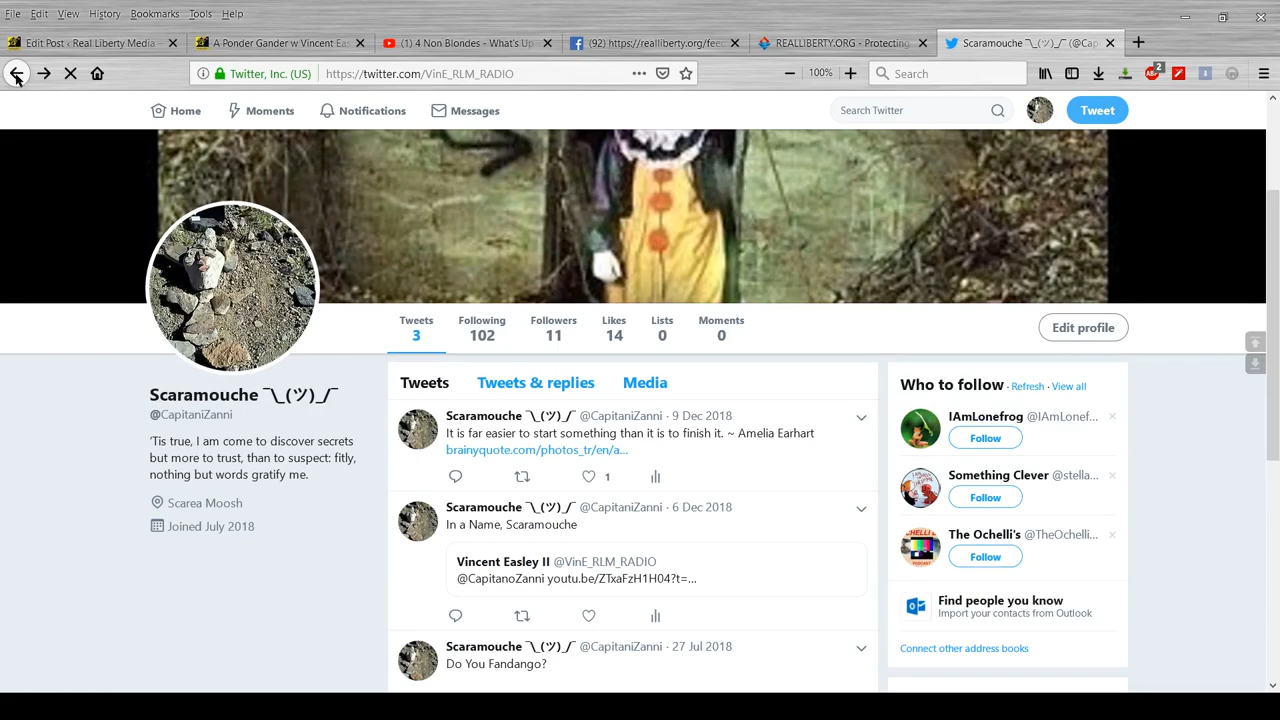 File Edit View History Bookmarks Tools Help
Edit Post ‹ Real Liberty Media –
A Ponder Gander w Vincent Eas
(1) 4 Non Blondes - What's Up
(92) https://realliberty.org/feed
REALLIBERTY.ORG - Protecting
Scaramouche ¯\_(ツ)_/¯ (@Cap
Twitter, Inc. (US) https://twitter.com/VinE_RLM_RADIO 100% Search 2
Home Moments Notifications Messages Search Twitter Tweet
Tweets Following Followers Likes Lists Moments
3 102 11 14 0 0
Edit profile
Scaramouche ¯\_(ツ)_/¯
@CapitaniZanni
'Tis true, I am come to discover secrets
but more to trust, than to suspect: fitly,
nothing but words gratify me.
Scarea Moosh
Joined July 2018
Tweets Tweets & replies Media
Scaramouche ¯\_(ツ)_/¯ @CapitaniZanni · 9 Dec 2018
It is far easier to start something than it is to finish it. ~ Amelia Earhart
brainyquote.com/photos_tr/en/a...
1
Scaramouche ¯\_(ツ)_/¯ @CapitaniZanni · 6 Dec 2018
In a Name, Scaramouche
Vincent Easley II @VinE_RLM_RADIO
@CapitanoZanni youtu.be/ZTxaFzH1H04?t=...
Scaramouche ¯\_(ツ)_/¯ @CapitaniZanni · 27 Jul 2018
Do You Fandango?
Who to follow · Refresh · View all
IAmLonefrog @IAmLonef...
Follow
Something Clever @stella...
Follow
The Ochelli's @TheOchelli...
Follow
Find people you know
Import your contacts from Outlook
Connect other address books